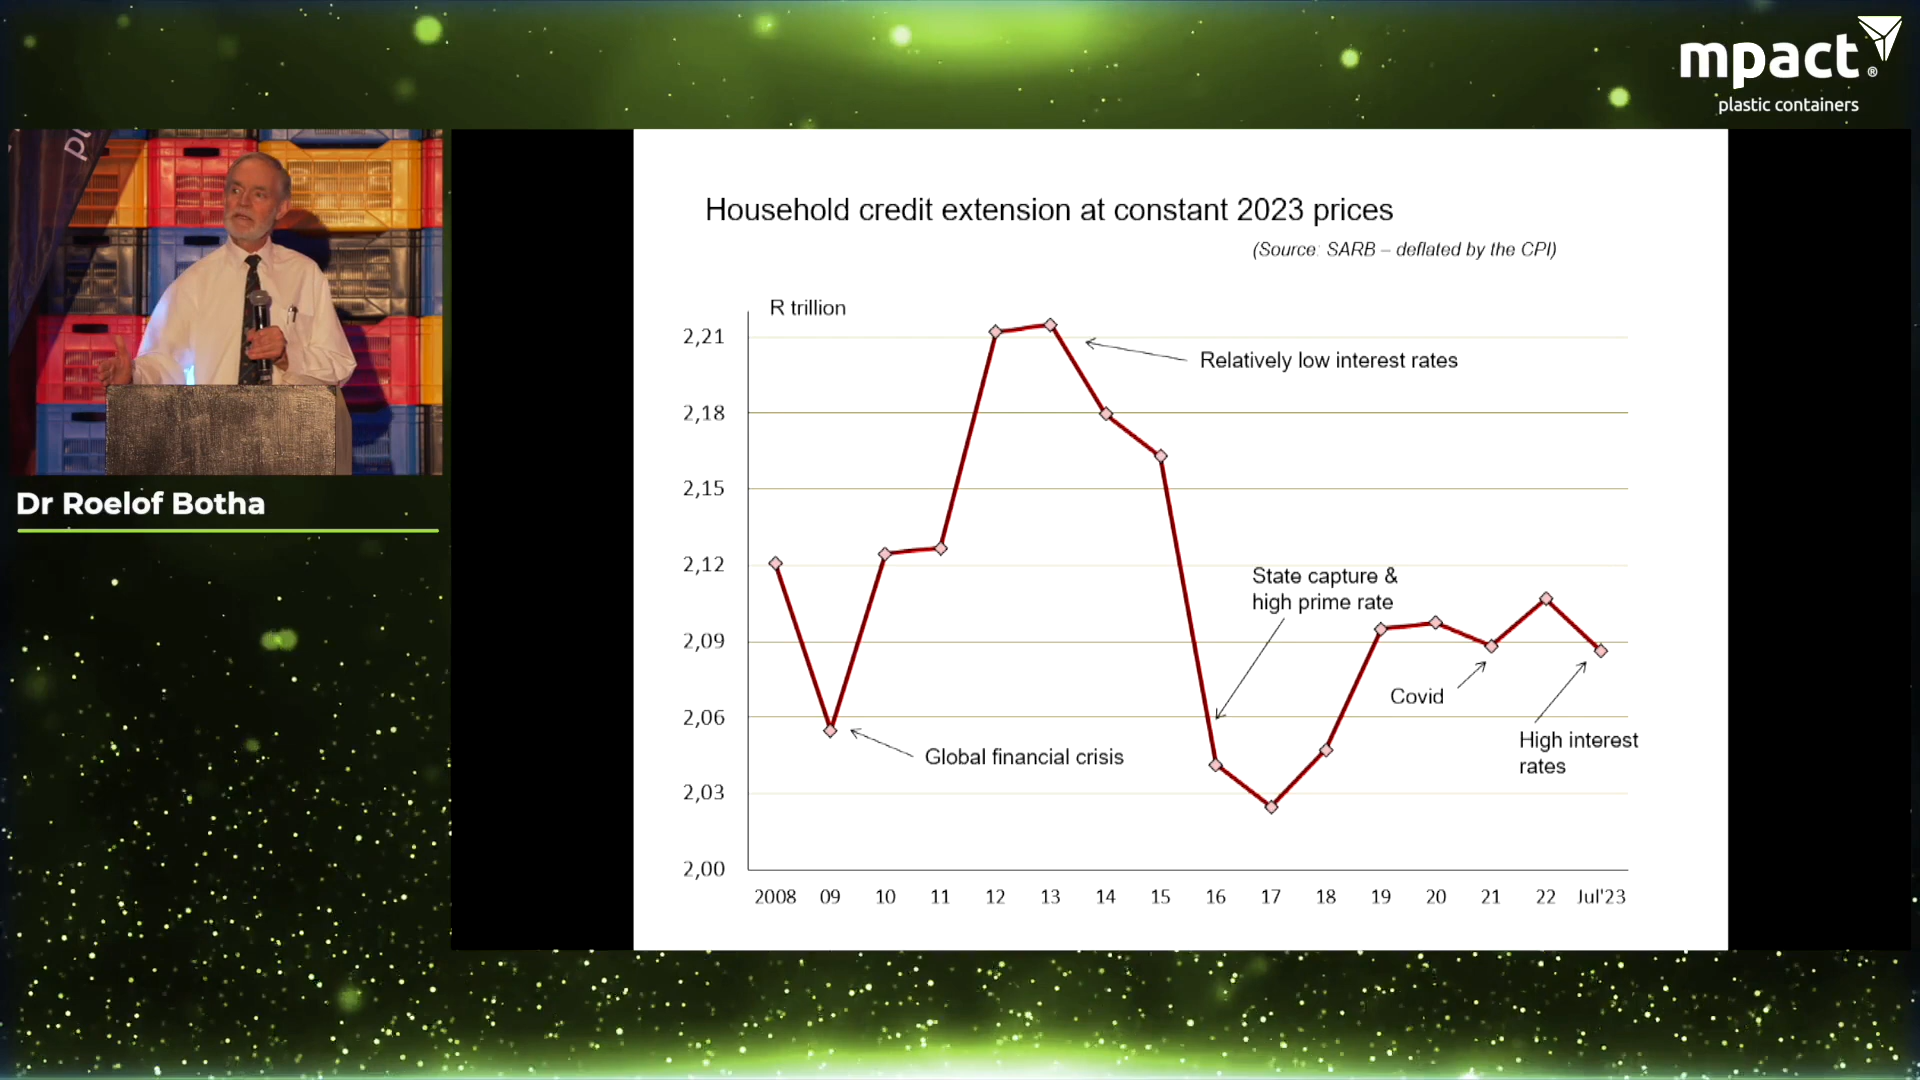 mpact®
plastic containers
pl
Dr Roelof Botha
Household credit extension at constant 2023 prices
(Source: SARB – deflated by the CPI)
R trillion
2,21
2,18
2,15
2,12
2,09
2,06
2,03
2,00
Relatively low interest rates
State capture &
high prime rate
Global financial crisis
Covid
High interest
rates
2008 09 10 11 12 13 14 15 16 17 18 19 20 21 22 Jul'23